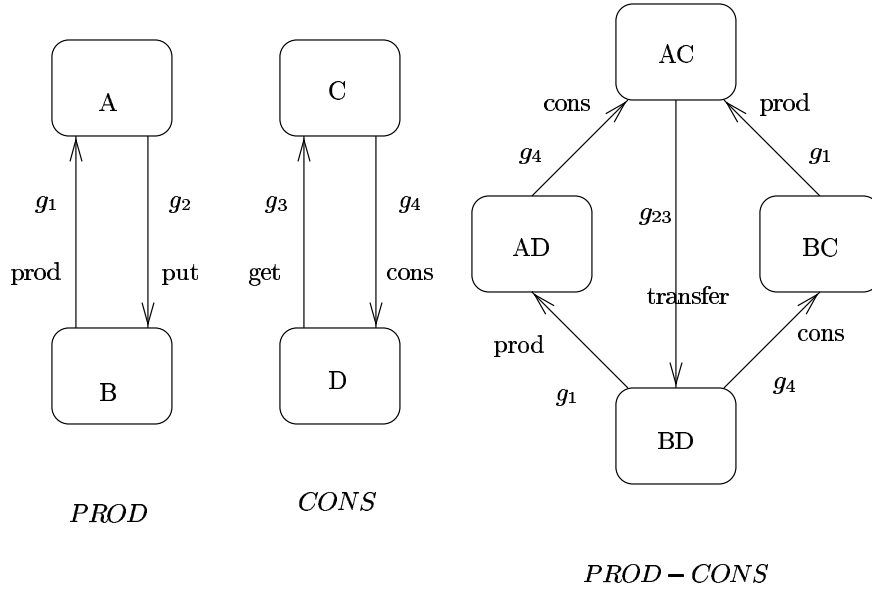 A
g1
g2
prod
put
B
PROD
C
g3
g4
get
cons
D
CONS
AC
cons
prod
g4
g1
AD
g23
BC
transfer
prod
cons
g1
g4
BD
PROD – CONS